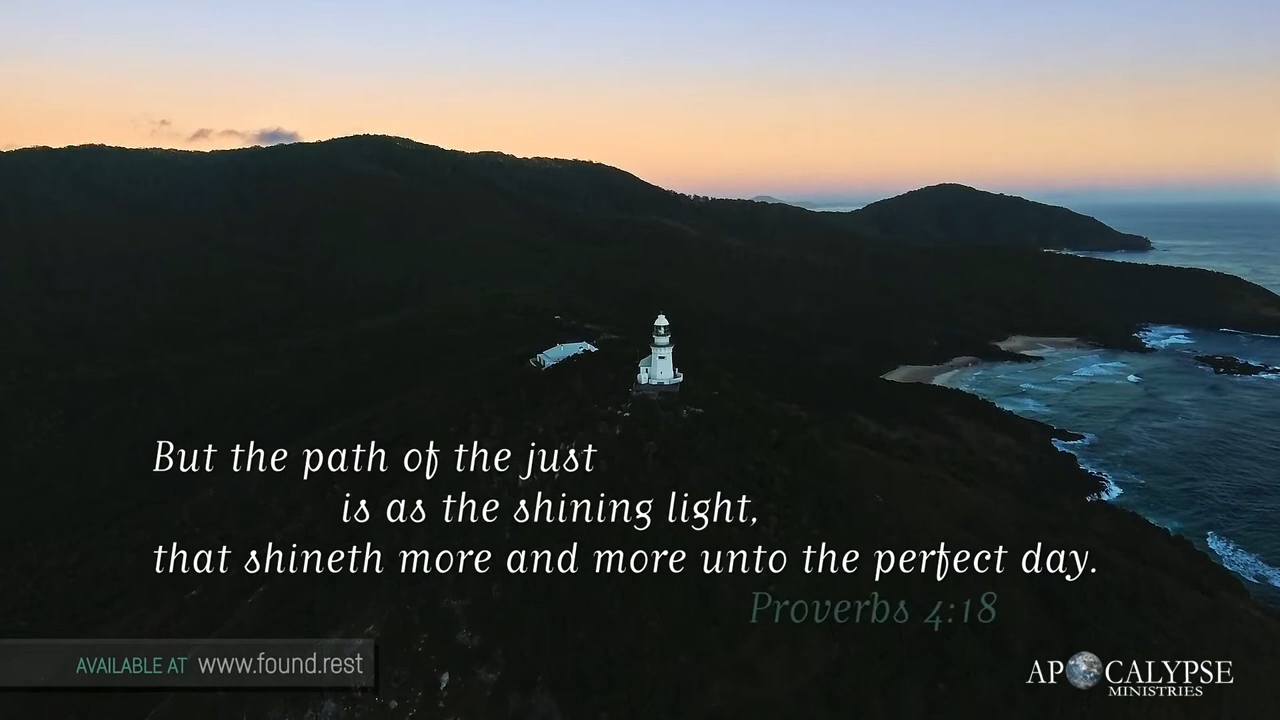 But the path of the just
is as the shining light,
that shineth more and more unto the perfect day.
Proverbs 4:18
AVAILABLE AT www.found.rest
APOCALYPSE
MINISTRIES